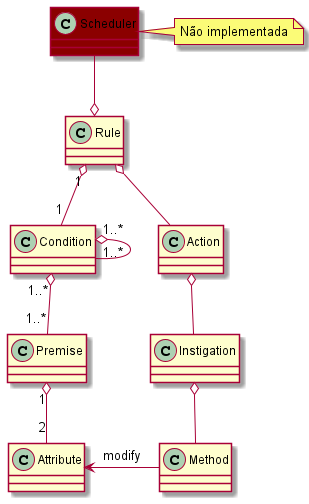 C Scheduler
Não implementada
C Rule
1
1
C Condition
1..*
1..*
C Action
1..*
1..*
C Premise
C Instigation
1
2
C Attribute
modify
C Method